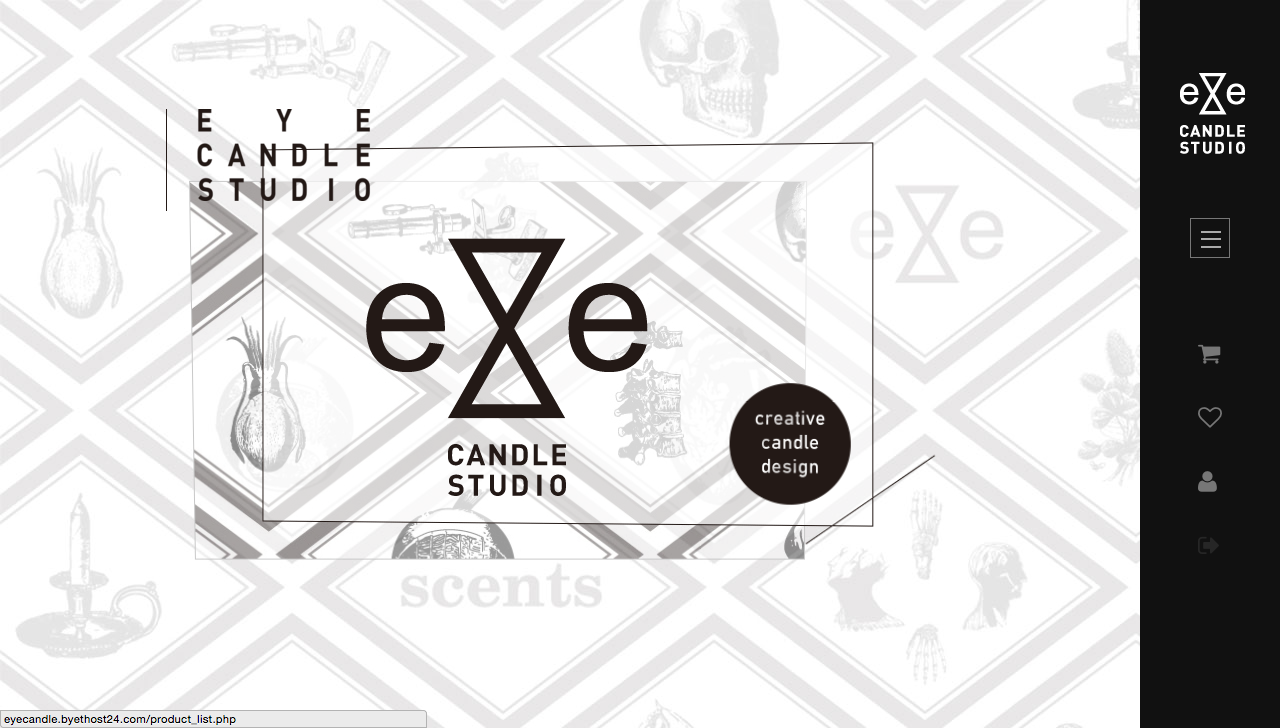 E Y E
CANDLE
STUDIO
eXe
CANDLE
STUDIO
creative
candle
design
scents
eXe
eXe
CANDLE
STUDIO
eyecandle.byethost24.com/product_list.php